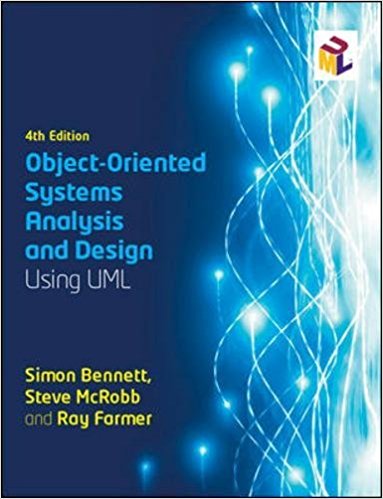 UML
4th Edition
Object-Oriented
Systems
Analysis
and Design
Using UML
Simon Bennett,
Steve McRobb
and Ray Farmer